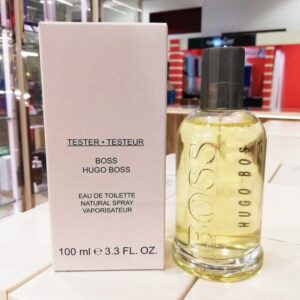 TESTER • TESTEUR
BOSS
HUGO BOSS
EAU DE TOILETTE
NATURAL SPRAY
VAPORISATEUR
100 ml ℮ 3.3 FL. OZ.
BOSS
HUGO BOS